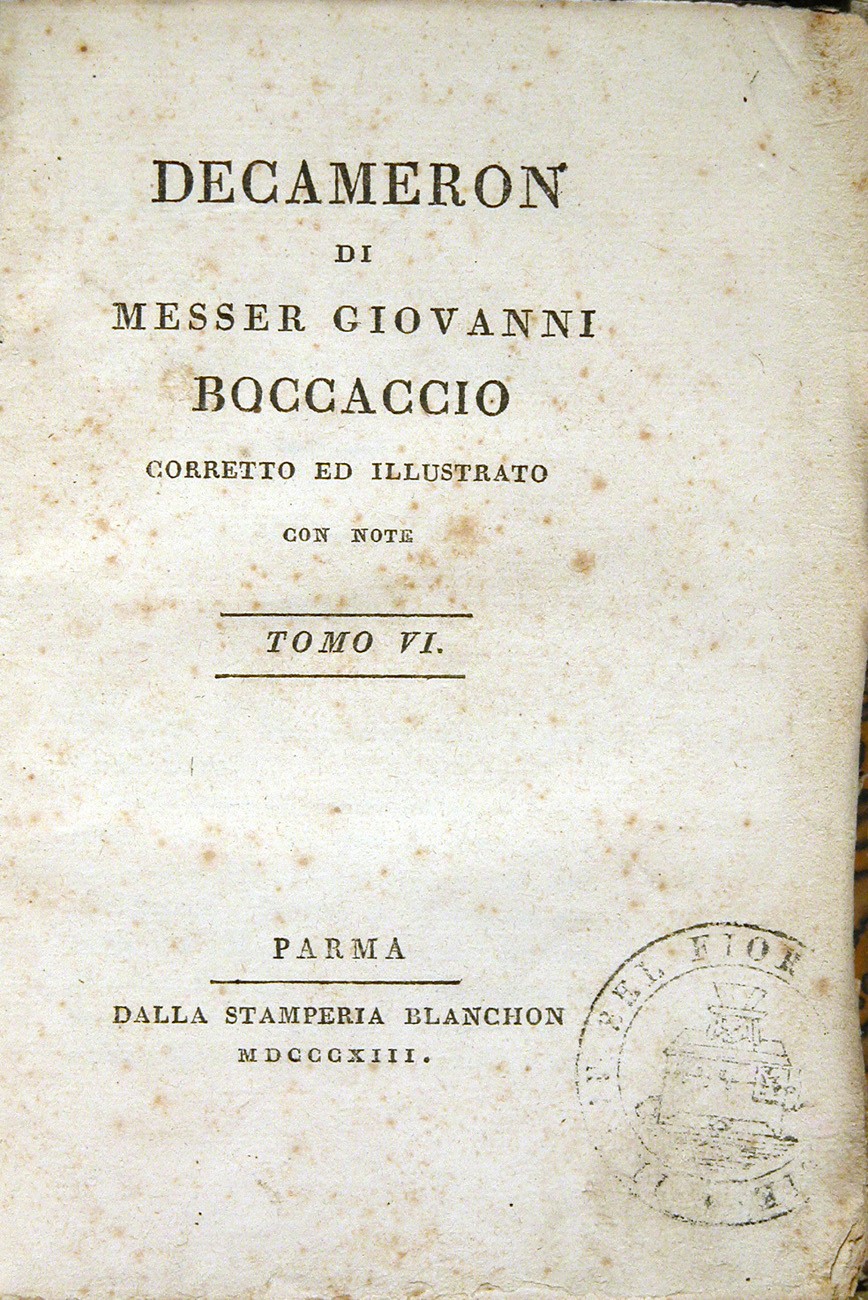 DECAMERON
DI
MESSER GIOVANNI
BOCCACCIO
CORRETTO ED ILLUSTRATO
CON NOTE
TOMO VI.
PARMA
DALLA STAMPERIA BLANCHON
MDCCCXIII.